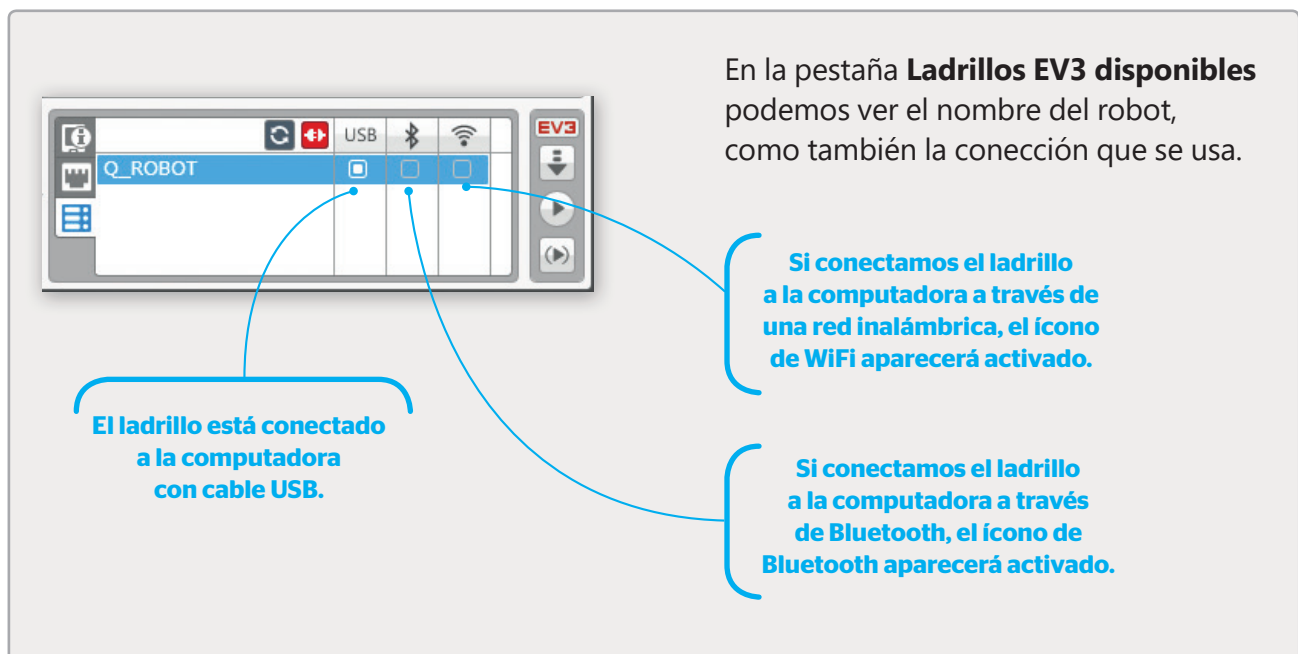 En la pestaña Ladrillos EV3 disponibles
podemos ver el nombre del robot,
como también la conección que se usa.
USB
EV3
Q_ROBOT
Si conectamos el ladrillo
a la computadora a través de
una red inalámbrica, el ícono
de WiFi aparecerá activado.
El ladrillo está conectado
a la computadora
con cable USB.
Si conectamos el ladrillo
a la computadora a través
de Bluetooth, el ícono de
Bluetooth aparecerá activado.